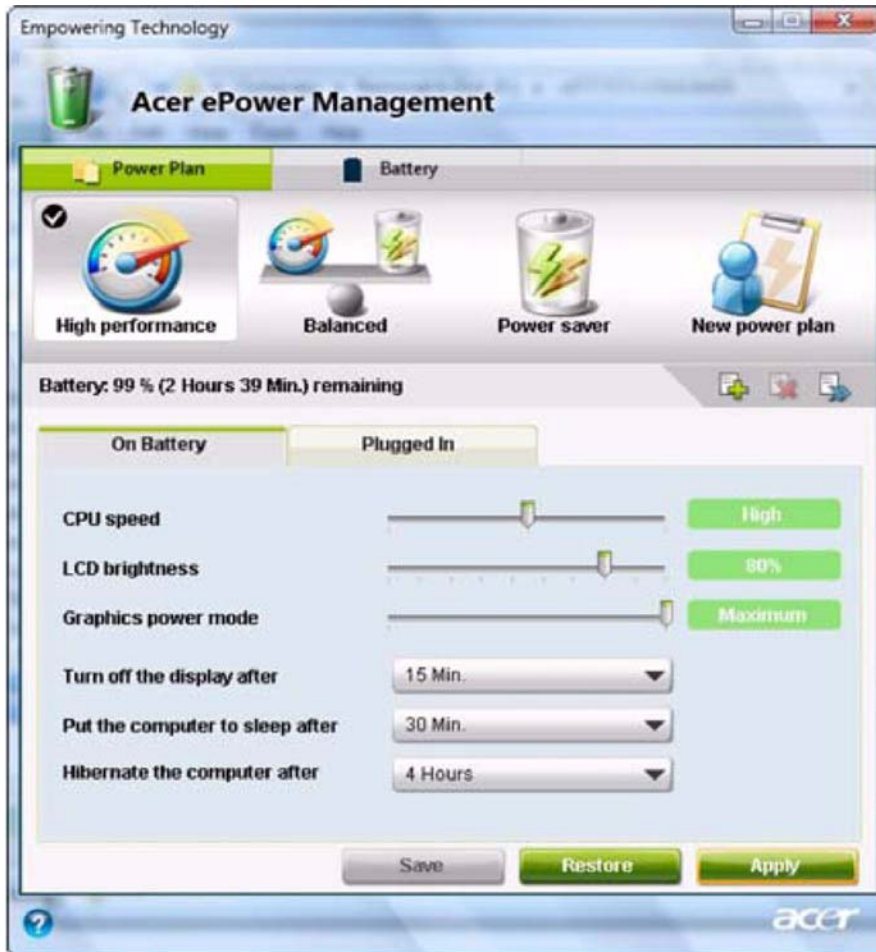 Empowering Technology
Acer ePower Management
Power Plan Battery
High performance Balanced Power saver New power plan
Battery: 99 % (2 Hours 39 Min.) remaining
On Battery Plugged In
CPU speed High
LCD brightness 80%
Graphics power mode Maximum
Turn off the display after 15 Min.
Put the computer to sleep after 30 Min.
Hibernate the computer after 4 Hours
Save Restore Apply
? acer